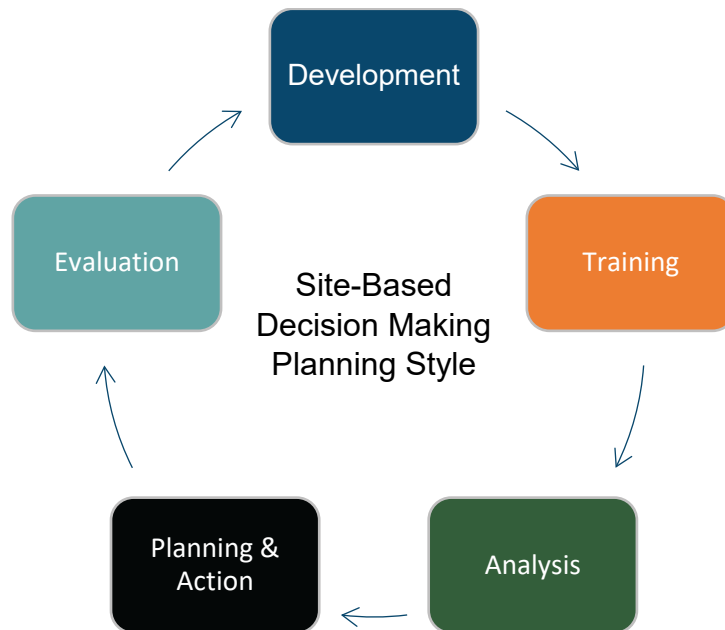 Development
Training
Analysis
Planning &
Action
Evaluation
Site-Based
Decision Making
Planning Style